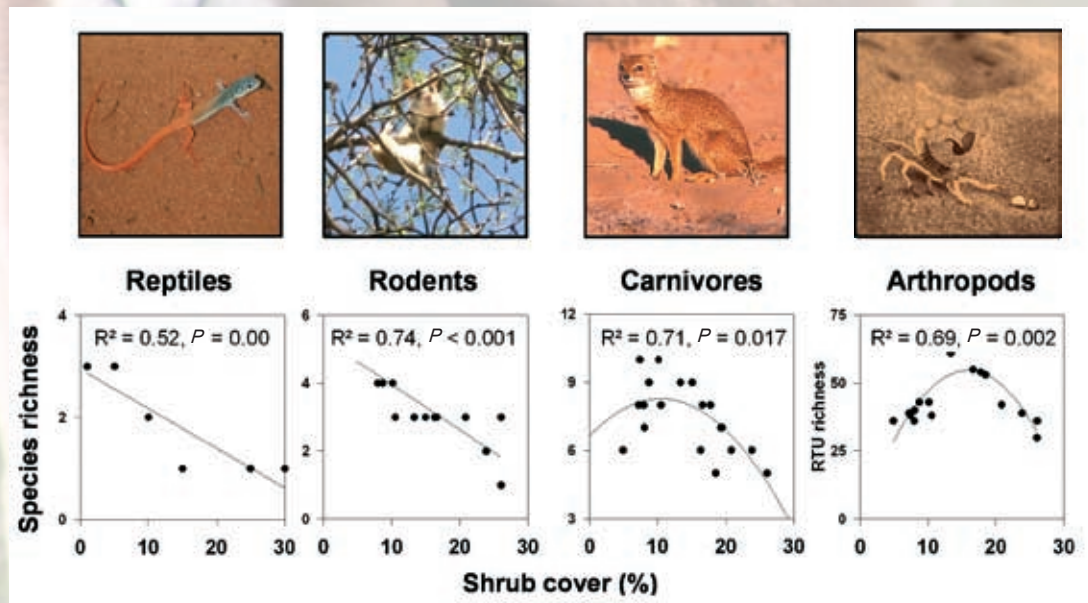 Reptiles
Rodents
Carnivores
Arthropods
Species richness
4
2
0
R² = 0.52, P = 0.00
0
10
20
30
6
4
2
0
R² = 0.74, P < 0.001
0
10
20
30
12
9
6
3
R² = 0.71, P = 0.017
0
10
20
30
RTU richness
75
50
25
0
R² = 0.69, P = 0.002
0
10
20
30
Shrub cover (%)